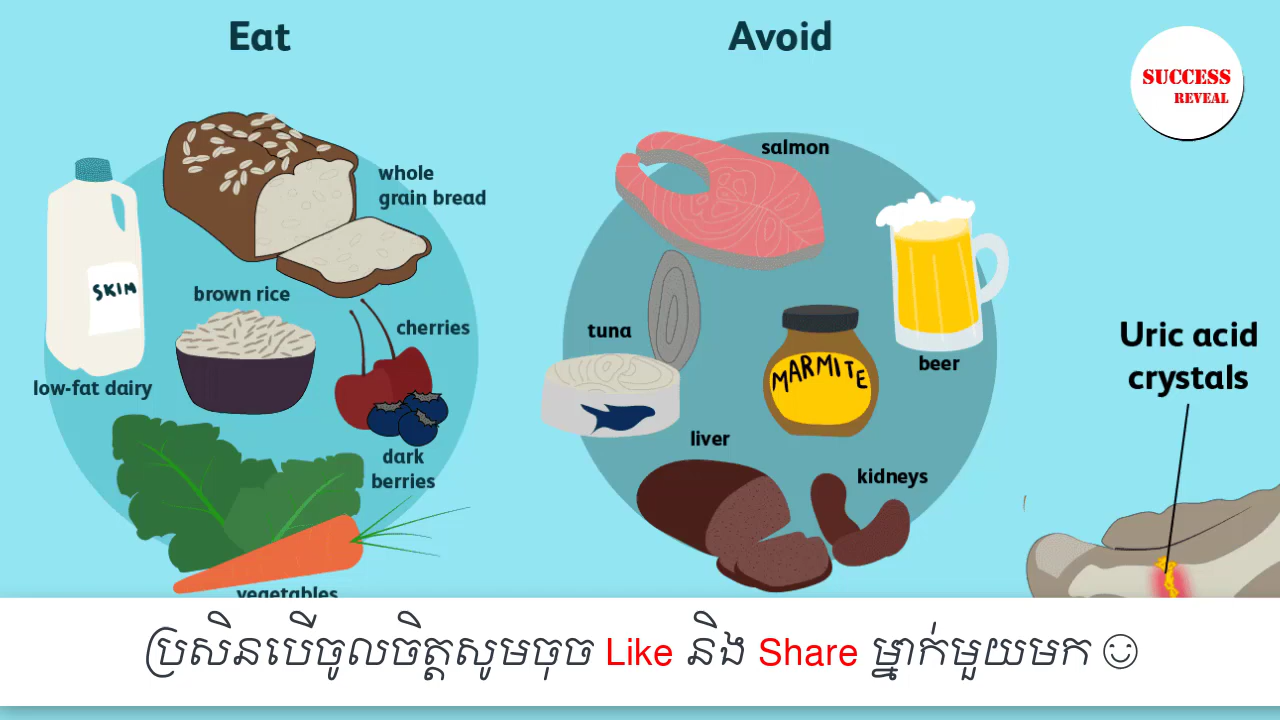 Eat
Avoid
SUCCESS
REVEAL
whole
grain bread
SKIM
brown rice
cherries
low-fat dairy
dark
berries
vegetables
salmon
tuna
MARMITE
beer
liver
kidneys
Uric acid
crystals
ប្រសិនបើចូលចិត្តសូមចុច Like និង Share ម្នាក់មួយមក ☺